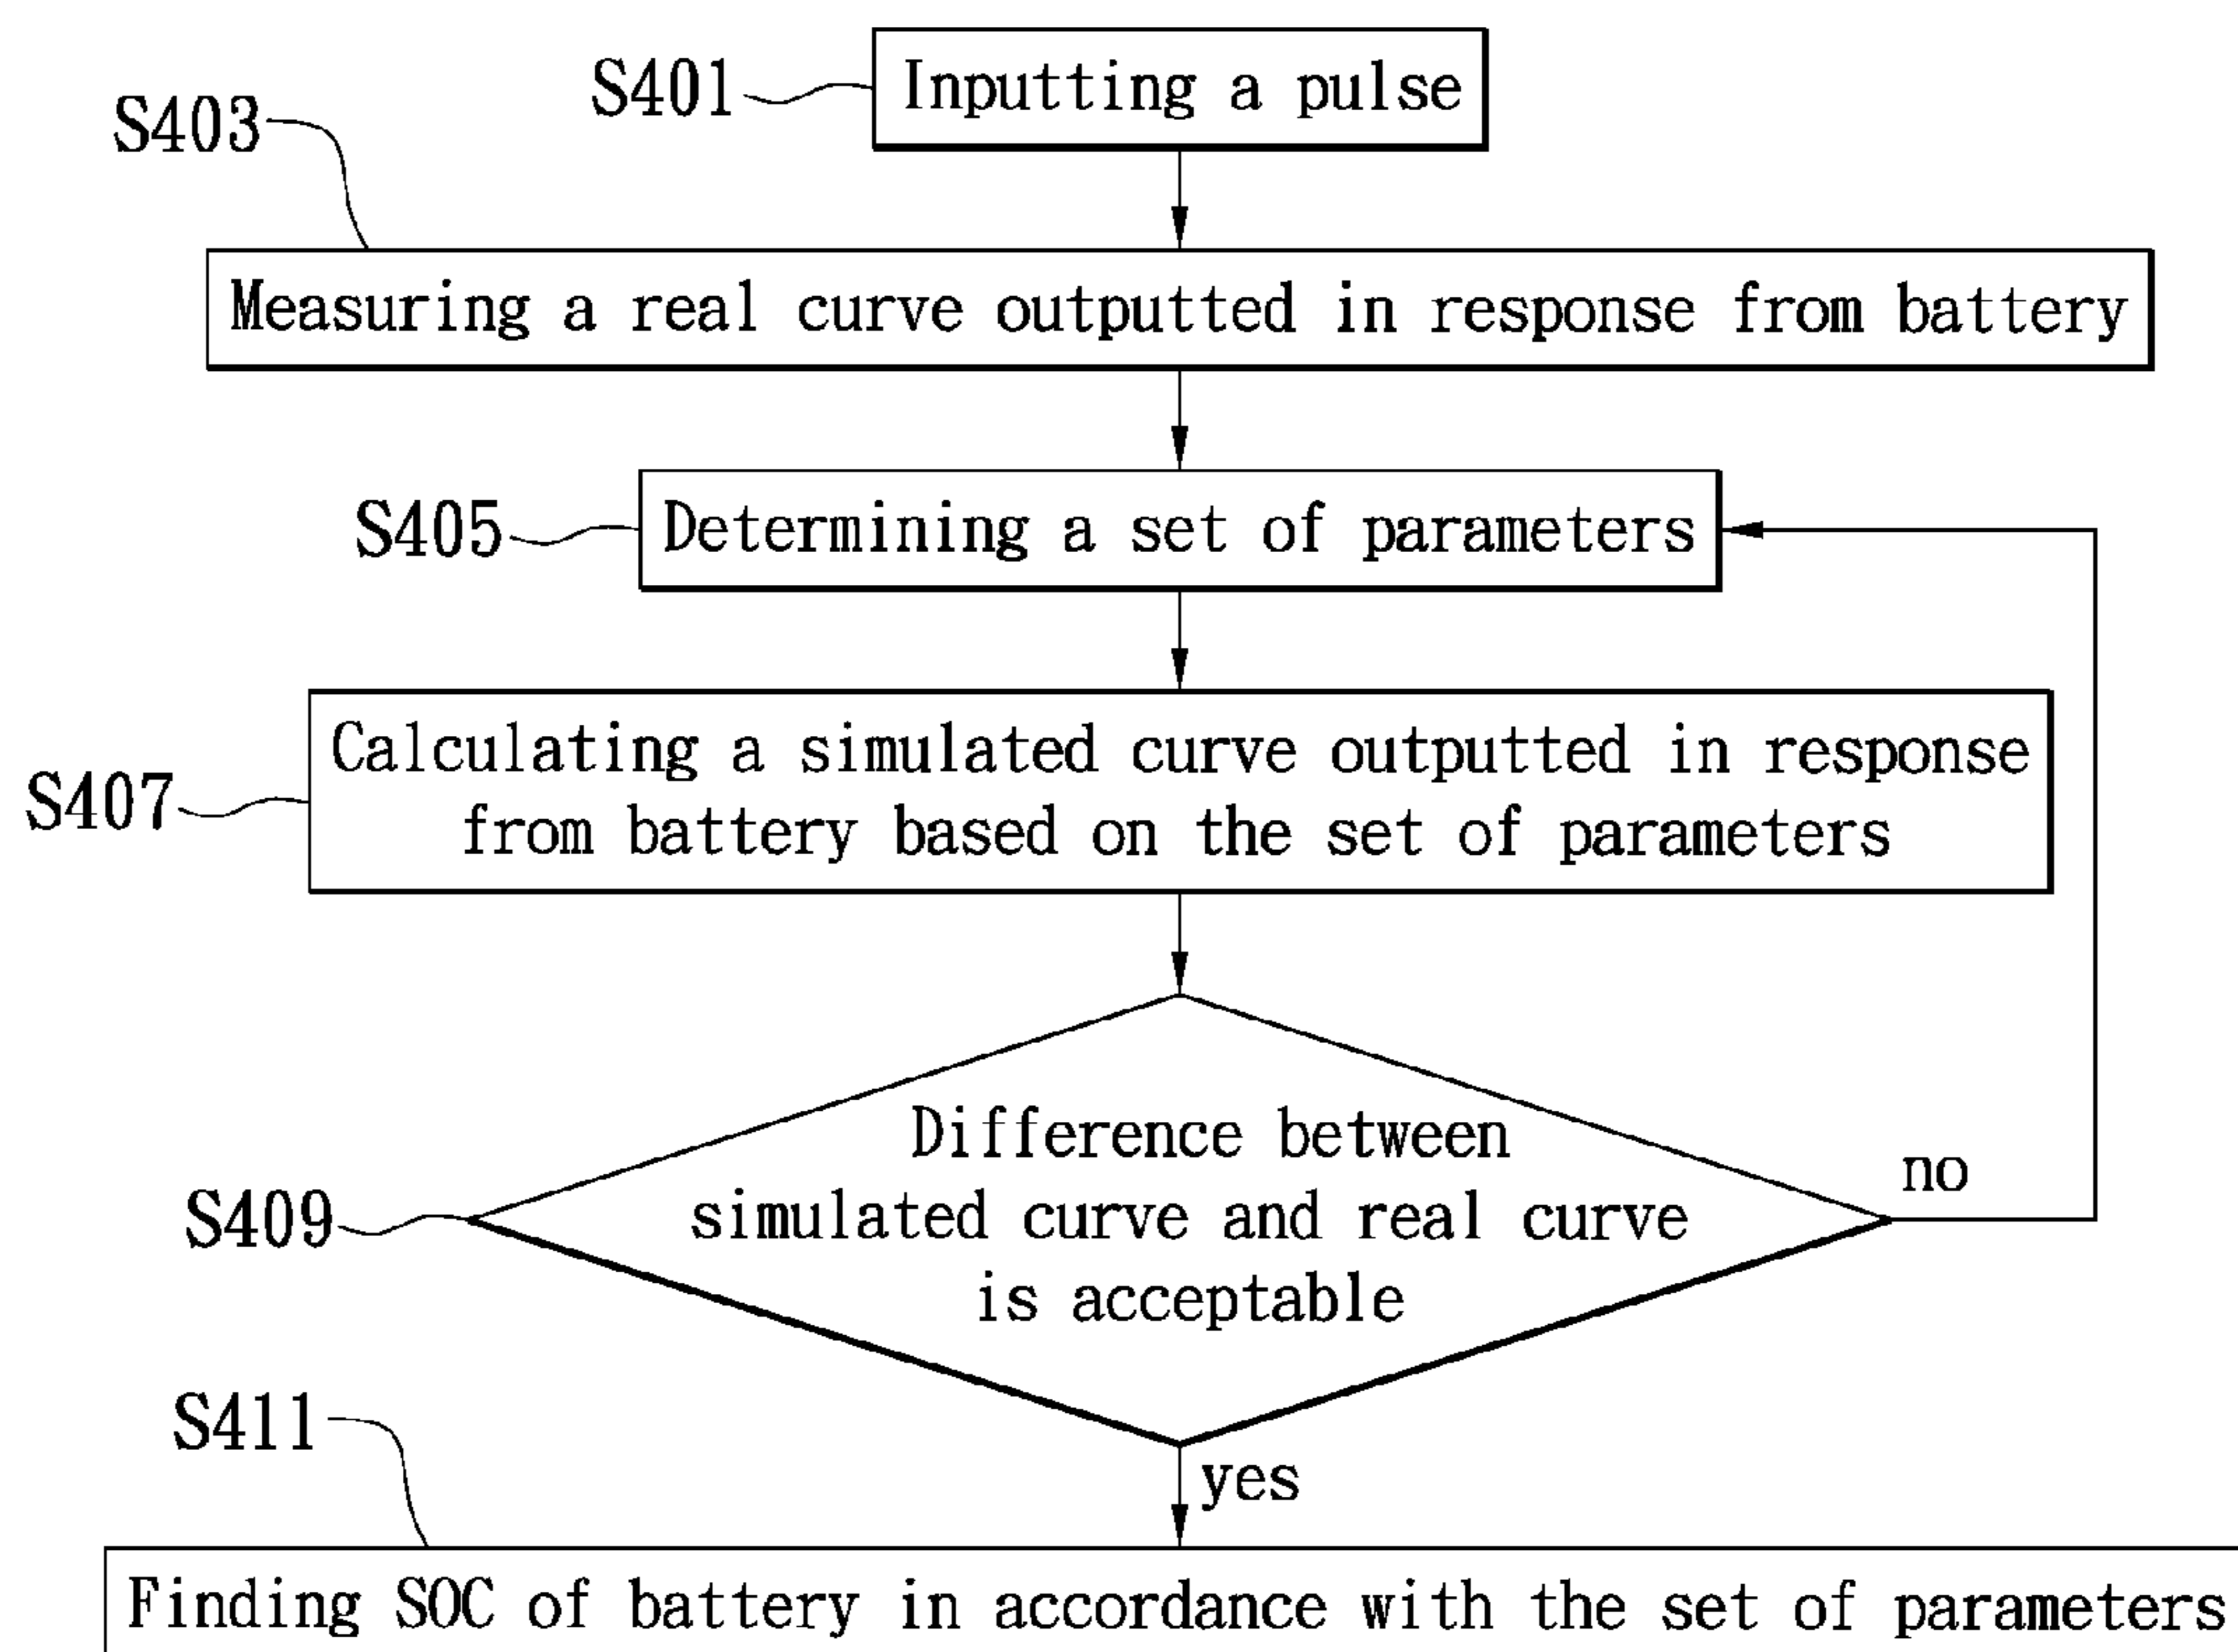 S401
Inputting a pulse
S403
Measuring a real curve outputted in response from battery
S405
Determining a set of parameters
S407
Calculating a simulated curve outputted in response
from battery based on the set of parameters
S409
Difference between
simulated curve and real curve
is acceptable
no
yes
S411
Finding SOC of battery in accordance with the set of parameters